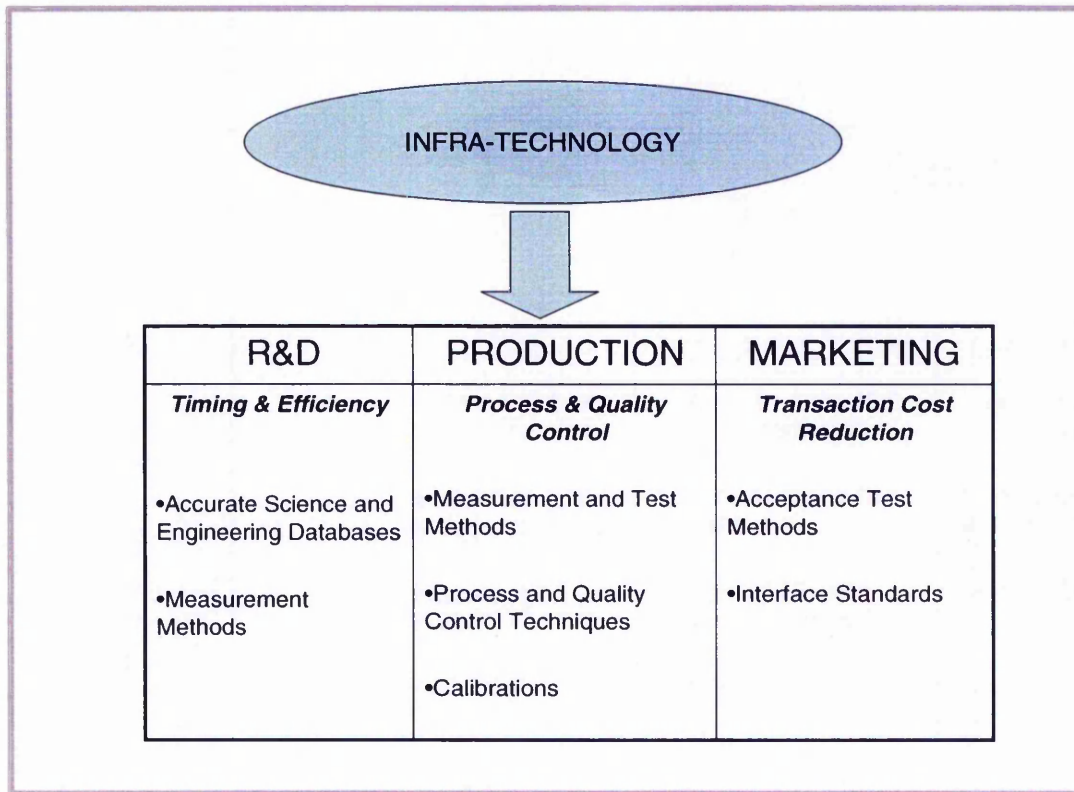 INFRA-TECHNOLOGY
R&D
PRODUCTION
MARKETING
Timing & Efficiency
•Accurate Science and
Engineering Databases
•Measurement
Methods
Process & Quality
Control
•Measurement and Test
Methods
•Process and Quality
Control Techniques
•Calibrations
Transaction Cost
Reduction
•Acceptance Test
Methods
•Interface Standards